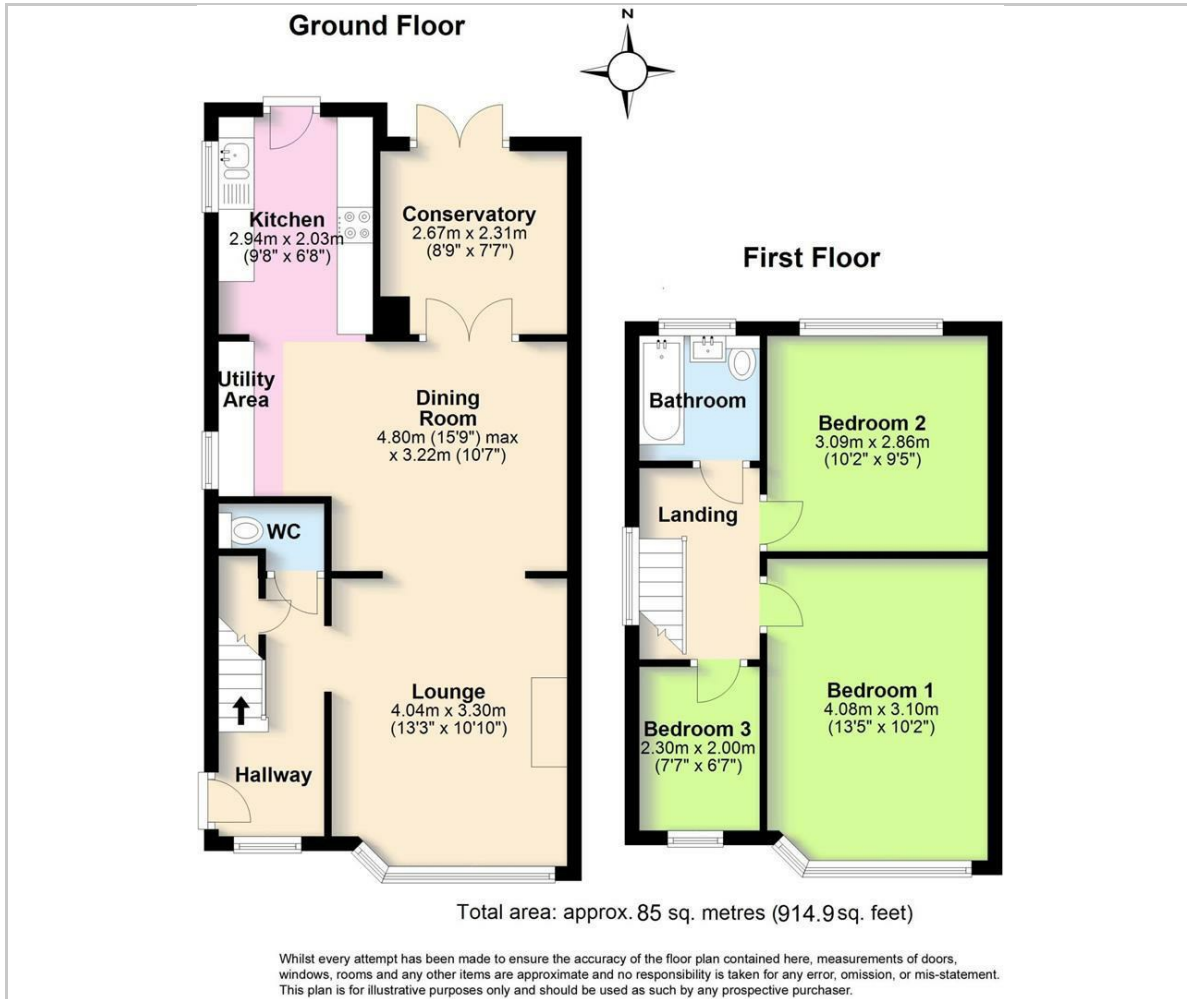 Ground Floor
N
Kitchen
2.94m x 2.03m
(9'8" x 6'8")
Conservatory
2.67m x 2.31m
(8'9" x 7'7")
Utility
Area
Dining
Room
4.80m (15'9") max
x 3.22m (10'7")
WC
Lounge
4.04m x 3.30m
(13'3" x 10'10")
Hallway
First Floor
Bathroom
Bedroom 2
3.09m x 2.86m
(10'2" x 9'5")
Landing
Bedroom 1
4.08m x 3.10m
(13'5" x 10'2")
Bedroom 3
2.30m x 2.00m
(7'7" x 6'7")
Total area: approx. 85 sq. metres (914.9 sq. feet)
Whilst every attempt has been made to ensure the accuracy of the floor plan contained here, measurements of doors,
windows, rooms and any other items are approximate and no responsibility is taken for any error, omission, or mis-statement.
This plan is for illustrative purposes only and should be used as such by any prospective purchaser.